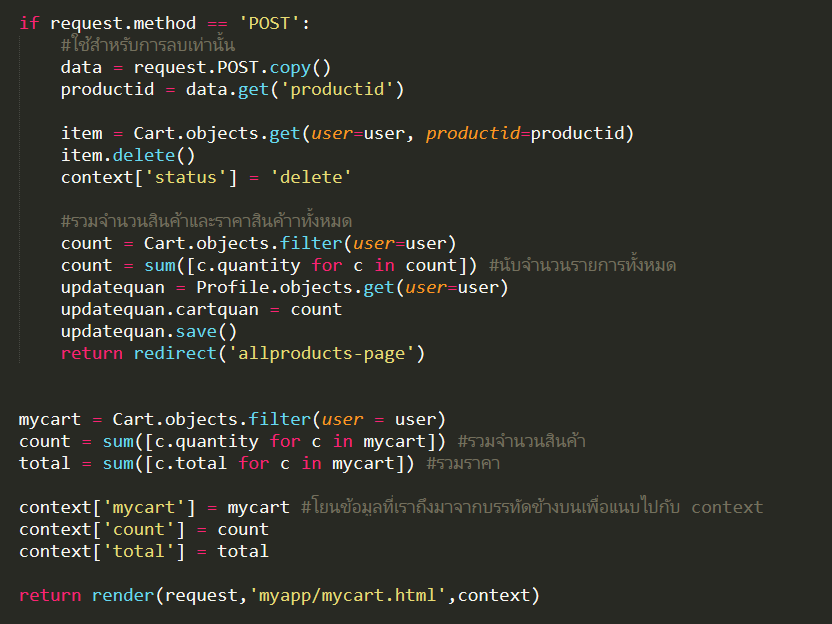 if request.method == 'POST':
#ใช้สำหรับการลบเท่านั้น
data = request.POST.copy()
productid = data.get('productid')
item = Cart.objects.get(user=user, productid=productid)
item.delete()
context['status'] = 'delete'
#รวมจำนวนสินค้าและราคาสินค้าาทั้งหมด
count = Cart.objects.filter(user=user)
count = sum([c.quantity for c in count]) #นับจำนวนรายการทั้งหมด
updatequan = Profile.objects.get(user=user)
updatequan.cartquan = count
updatequan.save()
return redirect('allproducts-page')
mycart = Cart.objects.filter(user = user)
count = sum([c.quantity for c in mycart]) #รวมจำนวนสินค้า
total = sum([c.total for c in mycart]) #รวมราคา
context['mycart'] = mycart #โยนข้อมูลที่เราถึงมาจากบรรทัดข้างบนเพื่อแนบไปกับ context
context['count'] = count
context['total'] = total
return render(request,'myapp/mycart.html',context)